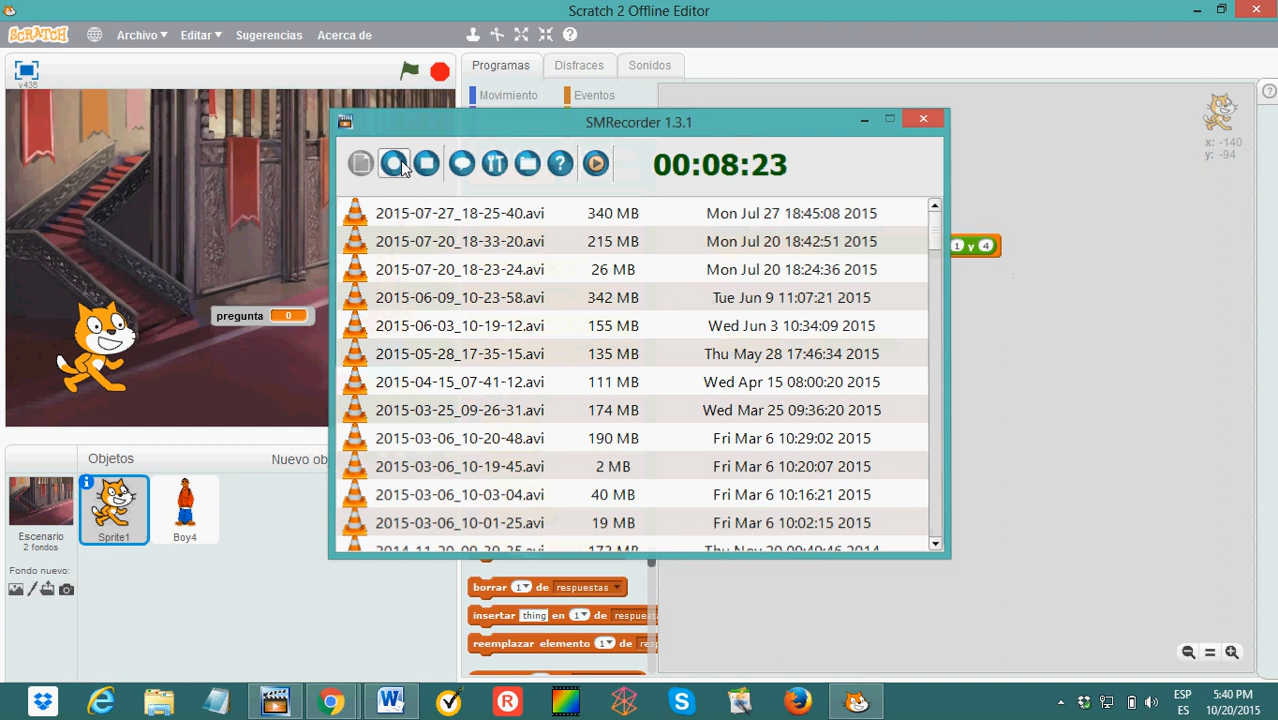 Scratch 2 Offline Editor
SCRATCH Archivo Editar Sugerencias Acerca de
v436
Programas Disfraces Sonidos
Movimiento Eventos
x: -140
y: -94
SMRecorder 1.3.1
00:08:23
2015-07-27_18-25-40.avi 340 MB Mon Jul 27 18:45:08 2015
2015-07-20_18-33-20.avi 215 MB Mon Jul 20 18:42:51 2015
2015-07-20_18-23-24.avi 26 MB Mon Jul 20 18:24:36 2015
2015-06-09_10-23-58.avi 342 MB Tue Jun 9 11:07:21 2015
2015-06-03_10-19-12.avi 155 MB Wed Jun 3 10:34:09 2015
2015-05-28_17-35-15.avi 135 MB Thu May 28 17:46:34 2015
2015-04-15_07-41-12.avi 111 MB Wed Apr 15 08:00:20 2015
2015-03-25_09-26-31.avi 174 MB Wed Mar 25 09:36:20 2015
2015-03-06_10-20-48.avi 190 MB Fri Mar 6 10:29:02 2015
2015-03-06_10-19-45.avi 2 MB Fri Mar 6 10:20:07 2015
2015-03-06_10-03-04.avi 40 MB Fri Mar 6 10:16:21 2015
2015-03-06_10-01-25.avi 19 MB Fri Mar 6 10:02:15 2015
1 y 4
pregunta 0
Objetos Nuevo obj
Escenario
2 fondos
Sprite1
Boy4
Fondo nuevo:
borrar 1 de respuestas
insertar thing en 1 de respuest
reemplazar elemento 1 de res
ESP
ES
5:40 PM
10/20/2015